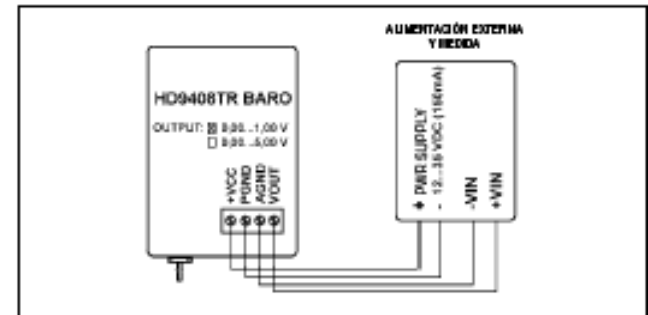 ALIMENTACIÓN EXTERNA
Y MEDIDA
HD9408TR BARO
OUTPUT: ☒ 0,00...1,00 V
☐ 0,00...5,00 V
+VCC
PGND
AGND
VOUT
+ PWR SUPPLY
- 12...35 VDC (150mA)
-VIN
+VIN